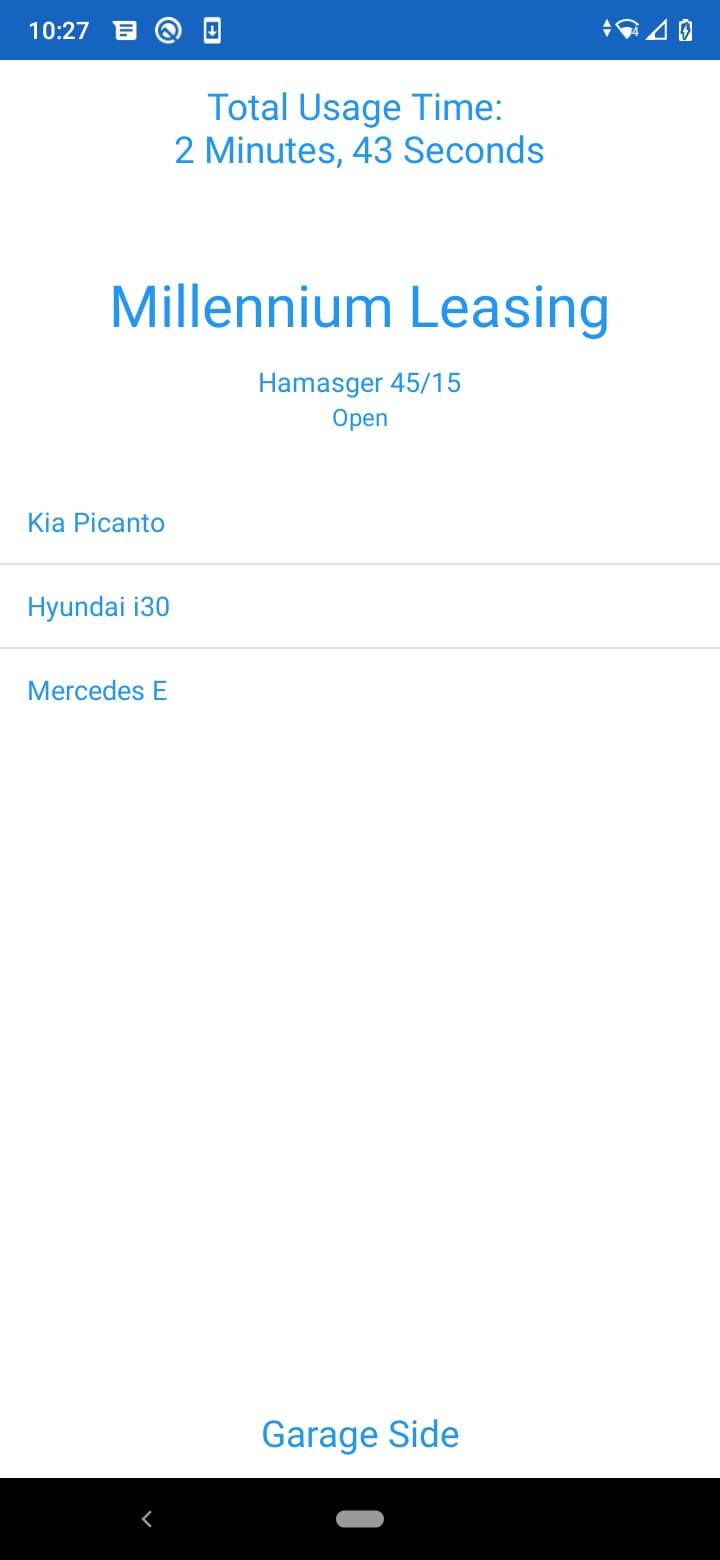 10:27
Total Usage Time:
2 Minutes, 43 Seconds
Millennium Leasing
Hamasger 45/15
Open
Kia Picanto
Hyundai i30
Mercedes E
Garage Side